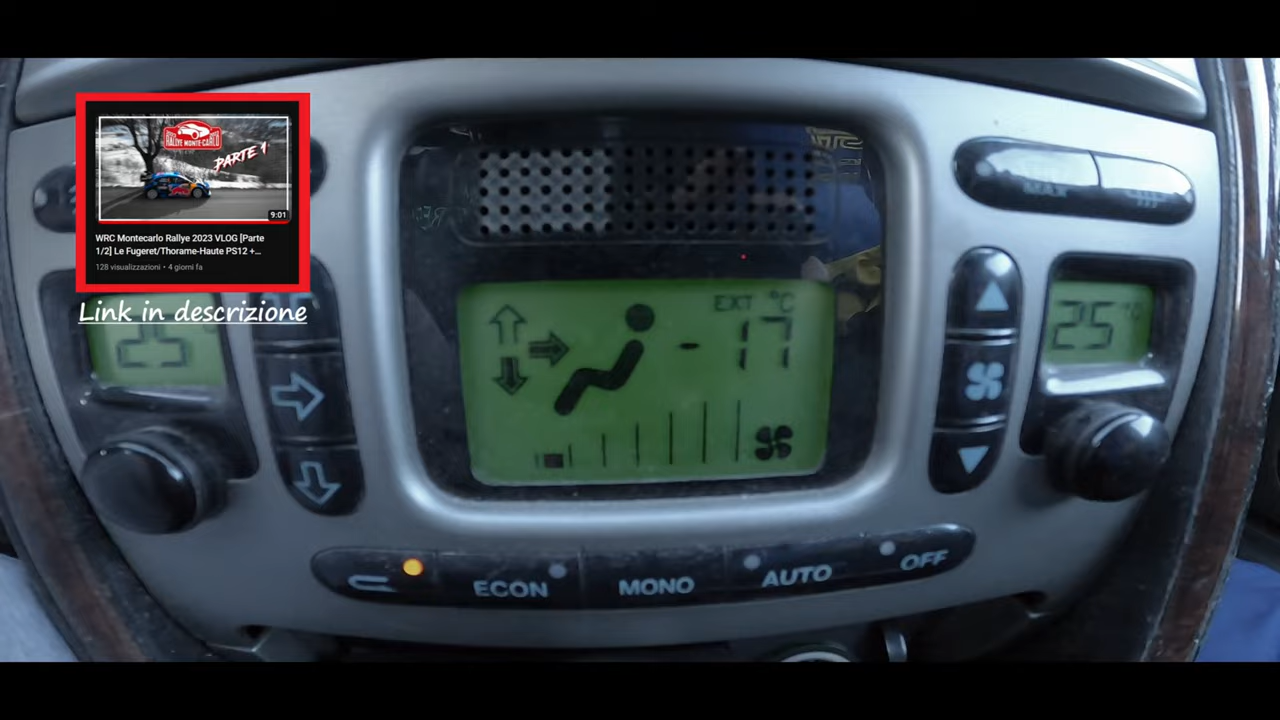 RALLYE MONTE-CARLO
PARTE 1
9:01
WRC Montecarlo Rallye 2023 VLOG [Parte
1/2] Le Fugeret/Thorame-Haute PS12 +...
128 visualizzazioni • 4 giorni fa
Link in descrizione
MAX
EXT °C
-17
25
25 °C
ECON
MONO
AUTO
OFF